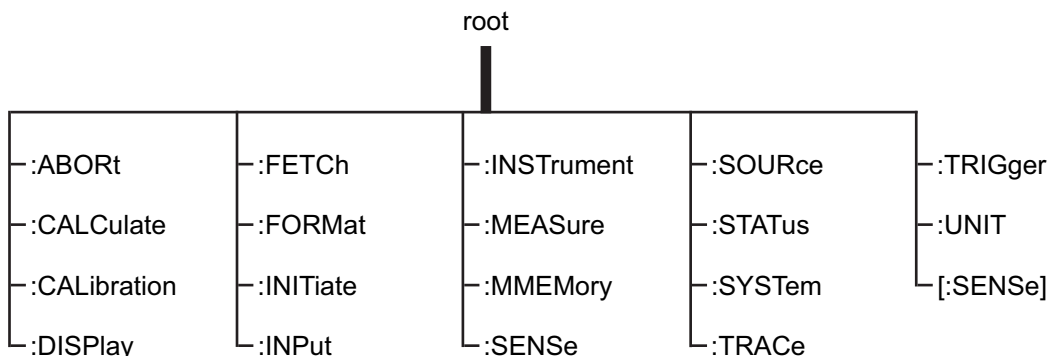 root
:ABORt
:CALCulate
:CALibration
:DISPlay
:FETCh
:FORMat
:INITiate
:INPut
:INSTrument
:MEASure
:MMEMory
:SENSe
:SOURce
:STATus
:SYSTem
:TRACe
:TRIGger
:UNIT
[:SENSe]